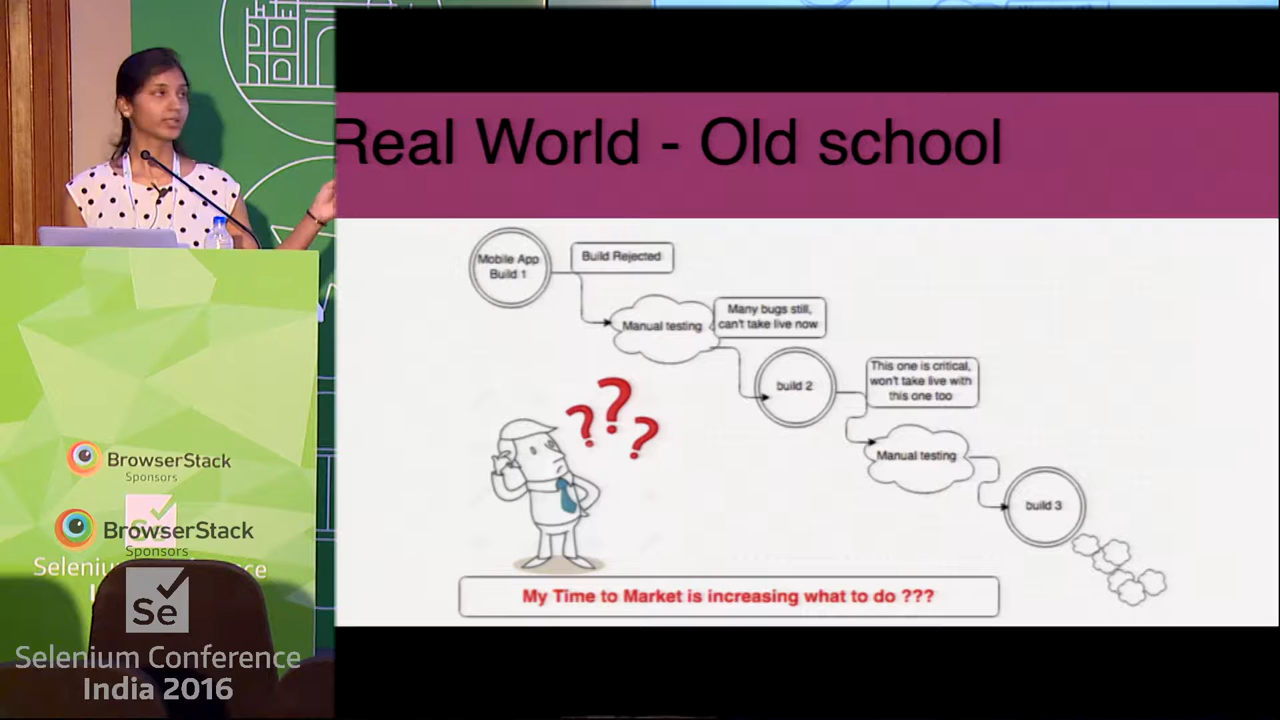 Real World - Old school
Mobile App
Build 1
Build Rejected
Manual testing
Many bugs still,
can't take live now
build 2
This one is critical,
won't take live with
this one too
Manual testing
build 3
? ? ?
My Time to Market is increasing what to do ???
BrowserStack
Sponsors
BrowserStack
Sponsors
Se
Selenium Conference
India 2016